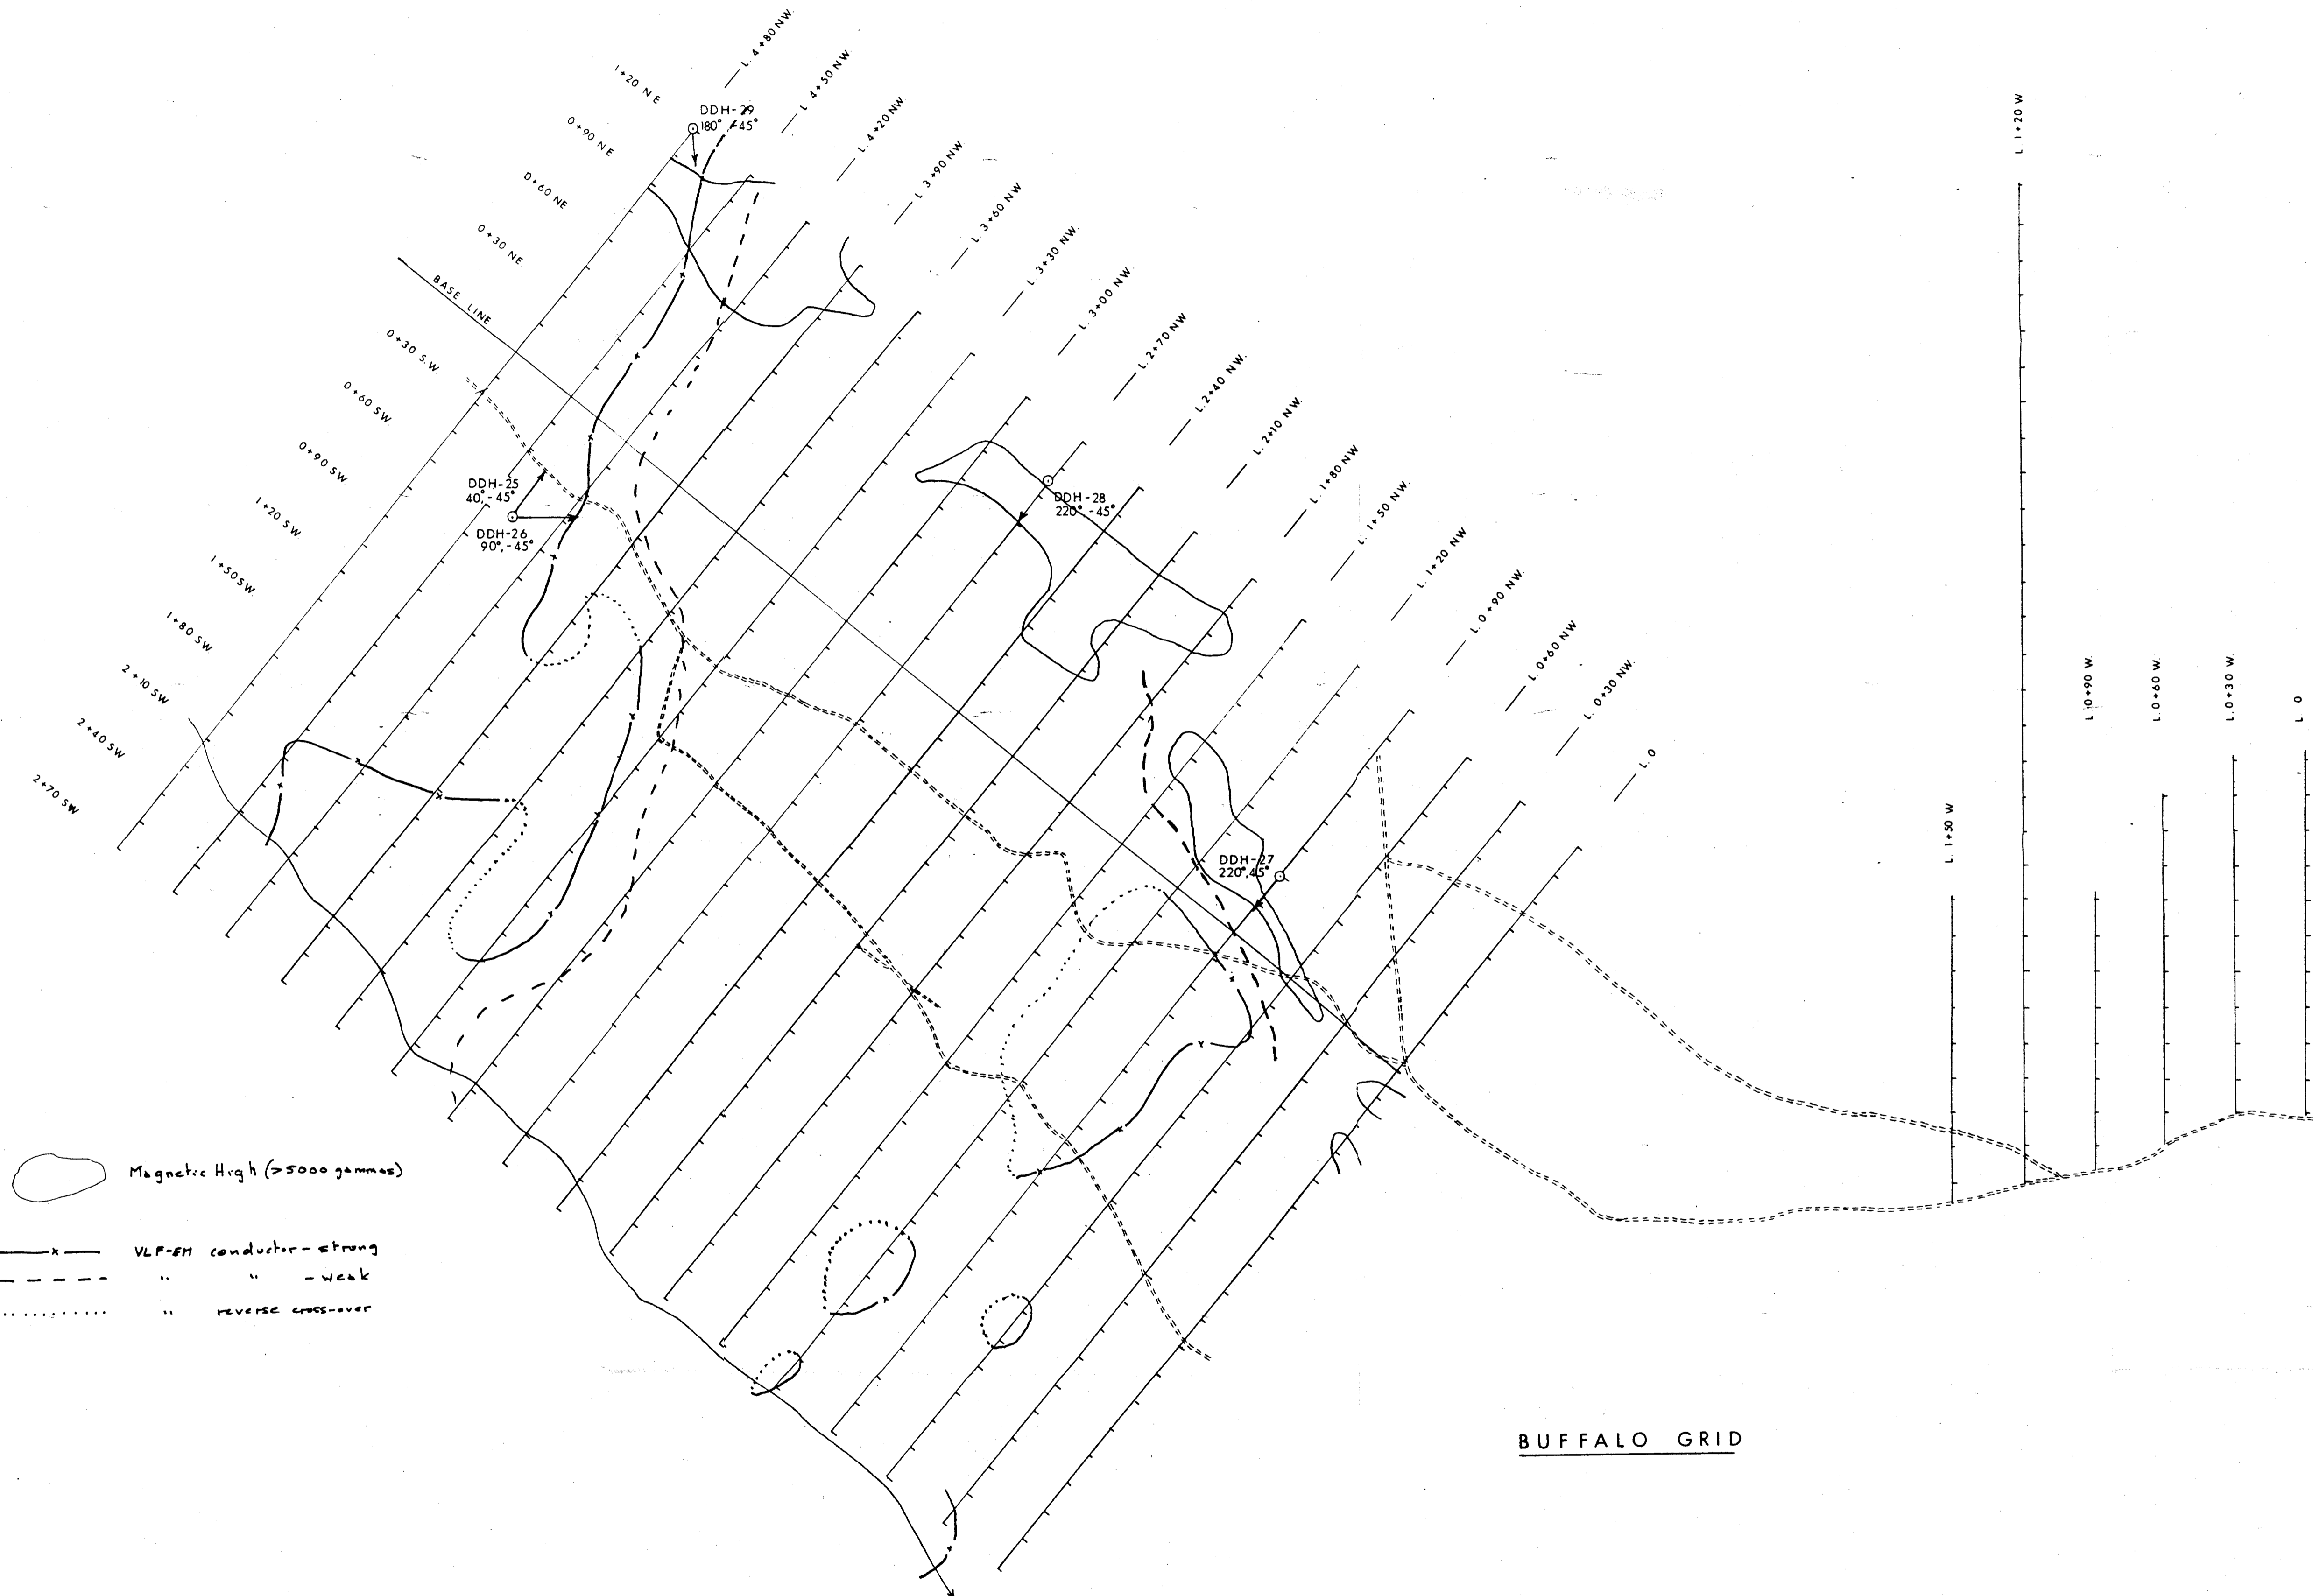 L. 4+80 NW.
L. 4+50 NW.
L. 4+20 NW.
L. 3+90 NW.
L. 3+60 NW
L. 3+30 NW.
L. 3+00 NW.
L. 2+70 NW
L. 2+40 NW.
L. 2+10 NW.
L. 1+80 NW
L. 1+50 NW.
L. 1+20 NW
L. 0+90 NW.
L. 0+60 NW
L. 0+30 NW.
L. 0
1+20 NE
0+90 NE
0+60 NE
0+30 NE
BASE LINE
0+30 S.W
0+60 SW
0+90 SW.
1+20 SW
1+50SW.
1+80 SW
2+10 SW
2+40 SW
2+70 SW
DDH-29
180° -45°
DDH-25
40°,-45°
DDH-26
90°,-45°
DDH-28
220°,-45°
DDH-27
220°,45°
L. 1+50 W.
L. 1+20 W.
L 0+90 W.
L. 0+60 W.
L. 0+30 W.
L. 0
Magnetic High (>5000 gammas)
VLF-EM conductor - strong
" " - weak
" reverse cross-over
BUFFALO GRID